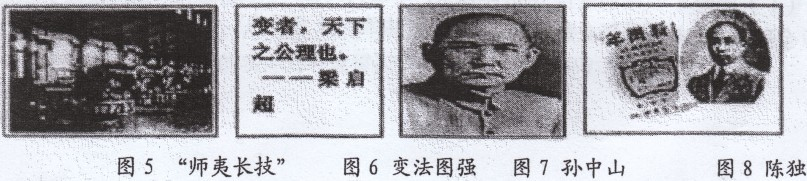 变者，天下
之公理也。
——梁启
超
新青年
图5 “师夷长技”
图6 变法图强
图7 孙中山
图8 陈独